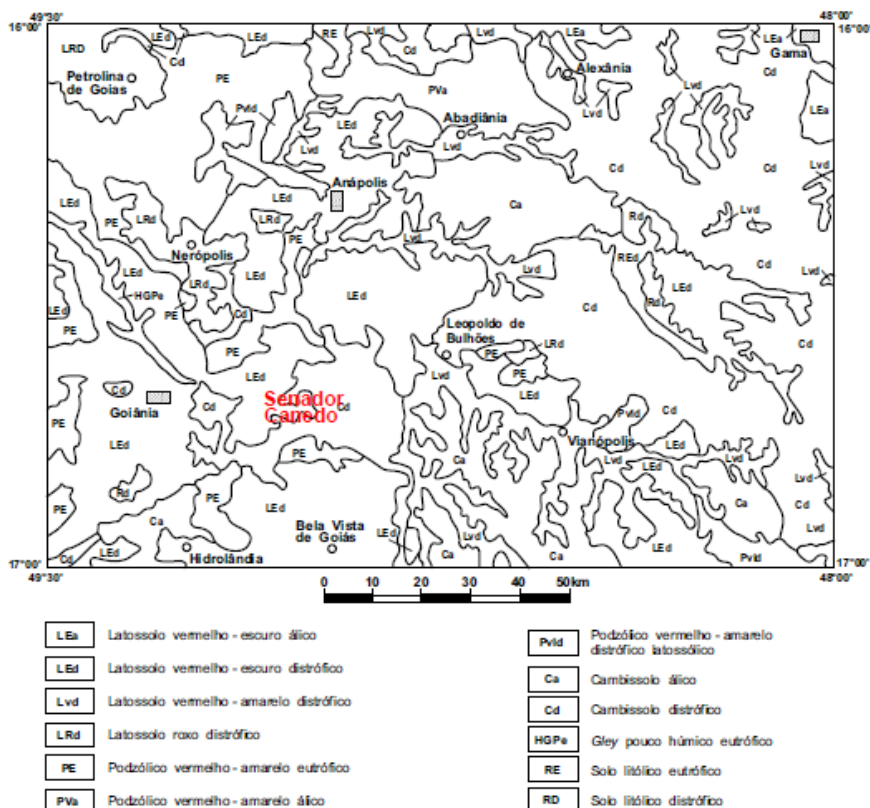 49°30'
48°00'
16°00'
16°00'
LRD
LEd
LEd
RE
Lvd
Lvd
LEa
LEa
Gama
Cd
Cd
Cd
Petrolina
de Goias
PE
PVa
Alexânia
Lvd
Lvd
LEa
Pvld
LEd
Abadiânia
Lvd
Lvd
Cd
Cd
Lvd
Anápolis
LEd
LEd
PE
LRd
LRd
Ca
Rd
Lvd
PE
Lvd
Nerópolis
LEd
LEd
LRd
HGPe
PE
Cd
LEd
Lvd
REd
LEd
Rd
Cd
Lvd
LEd
PE
Leopoldo de
Bulhões
LRd
PE
PE
Cd
PE
LEd
Lvd
LEd
Cd
Goiânia
Cd
Senador
Canedo
Cd
Pvld
Cd
PE
LEd
Vianópolis
LEd
PE
Ca
Lvd
LEd
Lvd
Lvd
Rd
PE
LEd
Ca
Cd
PE
Ca
Bela Vista
de Goiás
LEd
Lvd
Lvd
Cd
LEd
Hidrolândia
Ca
Ca
LEd
Pvld
17°00'
17°00'
49°30'
48°00'
0 10 20 30 40 50km
LEa Latossolo vermelho - escuro álico
LEd Latossolo vermelho - escuro distrófico
Lvd Latossolo vermelho - amarelo distrófico
LRd Latossolo roxo distrófico
PE Podzólico vermelho - amarelo eutrófico
PVa Podzólico vermelho - amarelo álico
Pvld Podzólico vermelho - amarelo
distrófico latossólico
Ca Cambissolo álico
Cd Cambissolo distrófico
HGPe Gley pouco húmico eutrófico
RE Solo litólico eutrófico
RD Solo litólico distrófico